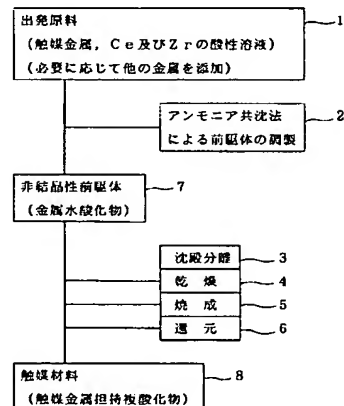 出発原料
(触媒金属，Ｃｅ及びＺｒの酸性溶液)
(必要に応じて他の金属を添加)
1
アンモニア共沈法
による前駆体の調製
2
非結晶性前駆体
(金属水酸化物)
7
沈殿分離
3
乾　燥
4
焼　成
5
還　元
6
触媒材料
(触媒金属担持複酸化物)
8